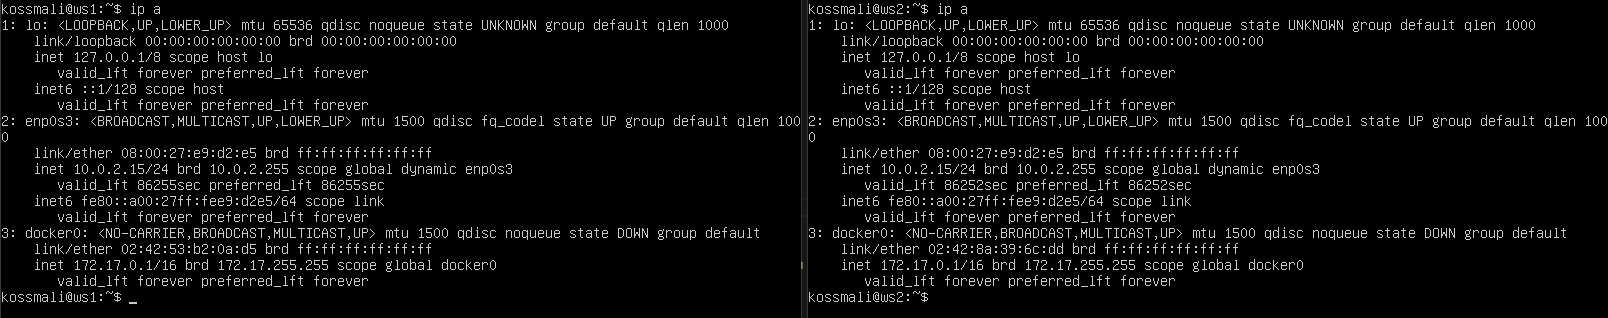 kossmali@ws1:~$ ip a
1: lo: <LOOPBACK,UP,LOWER_UP> mtu 65536 qdisc noqueue state UNKNOWN group default qlen 1000
    link/loopback 00:00:00:00:00:00 brd 00:00:00:00:00:00
    inet 127.0.0.1/8 scope host lo
       valid_lft forever preferred_lft forever
    inet6 ::1/128 scope host
       valid_lft forever preferred_lft forever
2: enp0s3: <BROADCAST,MULTICAST,UP,LOWER_UP> mtu 1500 qdisc fq_codel state UP group default qlen 100
0
    link/ether 08:00:27:e9:d2:e5 brd ff:ff:ff:ff:ff:ff
    inet 10.0.2.15/24 brd 10.0.2.255 scope global dynamic enp0s3
       valid_lft 86255sec preferred_lft 86255sec
    inet6 fe80::a00:27ff:fee9:d2e5/64 scope link
       valid_lft forever preferred_lft forever
3: docker0: <NO-CARRIER,BROADCAST,MULTICAST,UP> mtu 1500 qdisc noqueue state DOWN group default
    link/ether 02:42:53:b2:0a:d5 brd ff:ff:ff:ff:ff:ff
    inet 172.17.0.1/16 brd 172.17.255.255 scope global docker0
       valid_lft forever preferred_lft forever
kossmali@ws1:~$ _
kossmali@ws2:~$ ip a
1: lo: <LOOPBACK,UP,LOWER_UP> mtu 65536 qdisc noqueue state UNKNOWN group default qlen 1000
    link/loopback 00:00:00:00:00:00 brd 00:00:00:00:00:00
    inet 127.0.0.1/8 scope host lo
       valid_lft forever preferred_lft forever
    inet6 ::1/128 scope host
       valid_lft forever preferred_lft forever
2: enp0s3: <BROADCAST,MULTICAST,UP,LOWER_UP> mtu 1500 qdisc fq_codel state UP group default qlen 100
0
    link/ether 08:00:27:e9:d2:e5 brd ff:ff:ff:ff:ff:ff
    inet 10.0.2.15/24 brd 10.0.2.255 scope global dynamic enp0s3
       valid_lft 86252sec preferred_lft 86252sec
    inet6 fe80::a00:27ff:fee9:d2e5/64 scope link
       valid_lft forever preferred_lft forever
3: docker0: <NO-CARRIER,BROADCAST,MULTICAST,UP> mtu 1500 qdisc noqueue state DOWN group default
    link/ether 02:42:8a:39:6c:dd brd ff:ff:ff:ff:ff:ff
    inet 172.17.0.1/16 brd 172.17.255.255 scope global docker0
       valid_lft forever preferred_lft forever
kossmali@ws2:~$